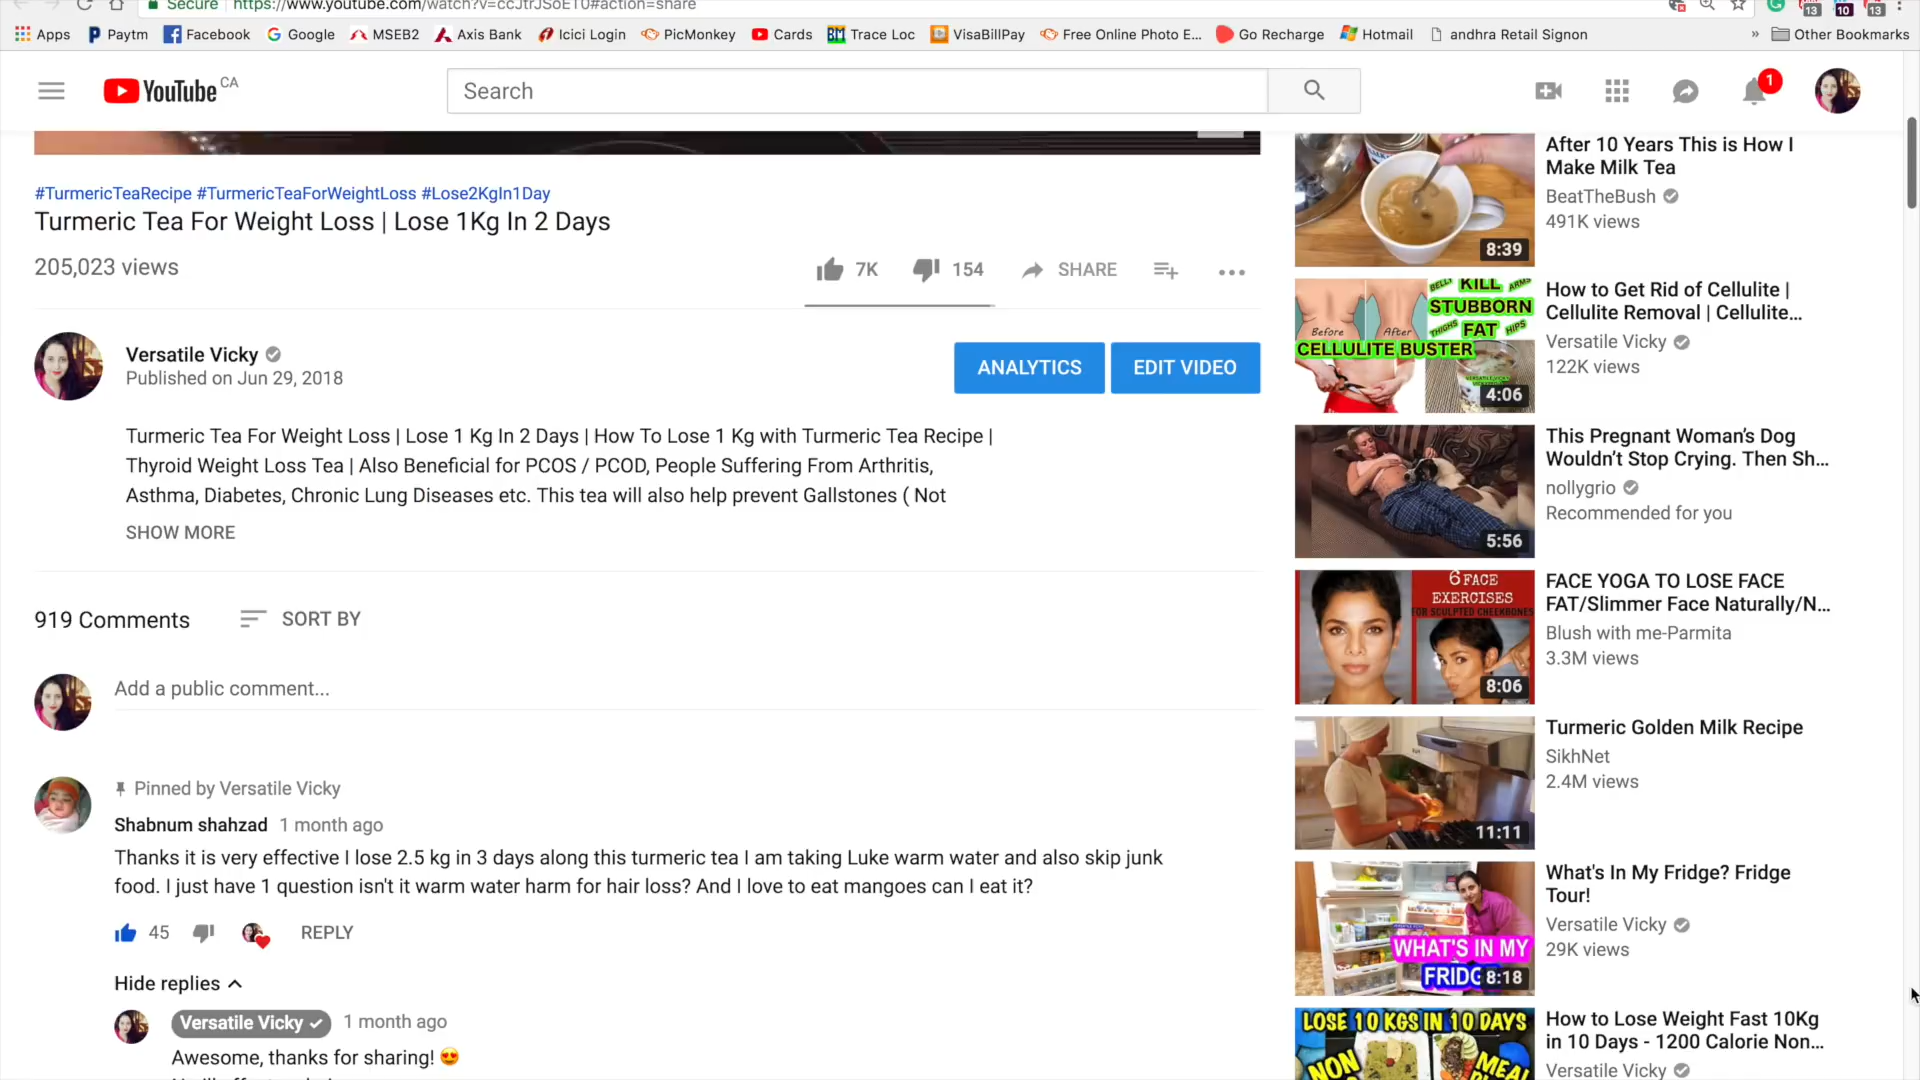 Secure https://www.youtube.com/watch?v=ccJtrJSoET0#action=share
13 10 13
Apps Paytm Facebook Google MSEB2 Axis Bank Icici Login PicMonkey Cards Trace Loc VisaBillPay Free Online Photo E... Go Recharge Hotmail andhra Retail Signon » Other Bookmarks
YouTube CA
Search
1
#TurmericTeaRecipe #TurmericTeaForWeightLoss #Lose2KgIn1Day
Turmeric Tea For Weight Loss | Lose 1Kg In 2 Days
205,023 views
7K 154 SHARE
Versatile Vicky
Published on Jun 29, 2018
ANALYTICS EDIT VIDEO
Turmeric Tea For Weight Loss | Lose 1 Kg In 2 Days | How To Lose 1 Kg with Turmeric Tea Recipe |
Thyroid Weight Loss Tea | Also Beneficial for PCOS / PCOD, People Suffering From Arthritis,
Asthma, Diabetes, Chronic Lung Diseases etc. This tea will also help prevent Gallstones ( Not
SHOW MORE
919 Comments SORT BY
Add a public comment...
Pinned by Versatile Vicky
Shabnum shahzad 1 month ago
Thanks it is very effective I lose 2.5 kg in 3 days along this turmeric tea I am taking Luke warm water and also skip junk
food. I just have 1 question isn't it warm water harm for hair loss? And I love to eat mangoes can I eat it?
45 REPLY
Hide replies
Versatile Vicky 1 month ago
Awesome, thanks for sharing! 😍
8:39
After 10 Years This is How I
Make Milk Tea
BeatTheBush
491K views
BELLY KILL ARMS
STUBBORN
THIGHS FAT HIPS
Before After
CELLULITE BUSTER
4:06
How to Get Rid of Cellulite |
Cellulite Removal | Cellulite...
Versatile Vicky
122K views
5:56
This Pregnant Woman's Dog
Wouldn't Stop Crying. Then Sh...
nollygrio
Recommended for you
6 FACE
EXERCISES
FOR SCULPTED CHEEKBONES
8:06
FACE YOGA TO LOSE FACE
FAT/Slimmer Face Naturally/N...
Blush with me-Parmita
3.3M views
11:11
Turmeric Golden Milk Recipe
SikhNet
2.4M views
WHAT'S IN MY
8:18
What's In My Fridge? Fridge
Tour!
Versatile Vicky
29K views
LOSE 10 KGS IN 10 DAYS
NON
How to Lose Weight Fast 10Kg
in 10 Days - 1200 Calorie Non...
Versatile Vicky